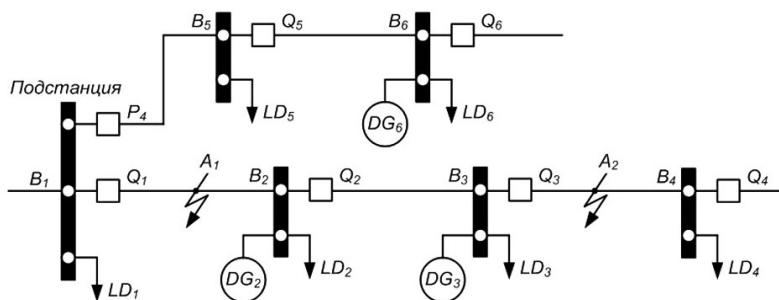 B5 Q5 B6 Q6
Подстанция
P4 LD5 DG6 LD6
B1 Q1 A1 B2 Q2 B3 Q3 A2 B4 Q4
LD1 DG2 LD2 DG3 LD3 LD4